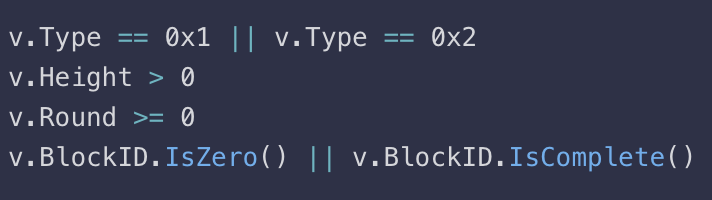 v.Type == 0x1 || v.Type == 0x2
v.Height > 0
v.Round >= 0
v.BlockID.IsZero() || v.BlockID.IsComplete()